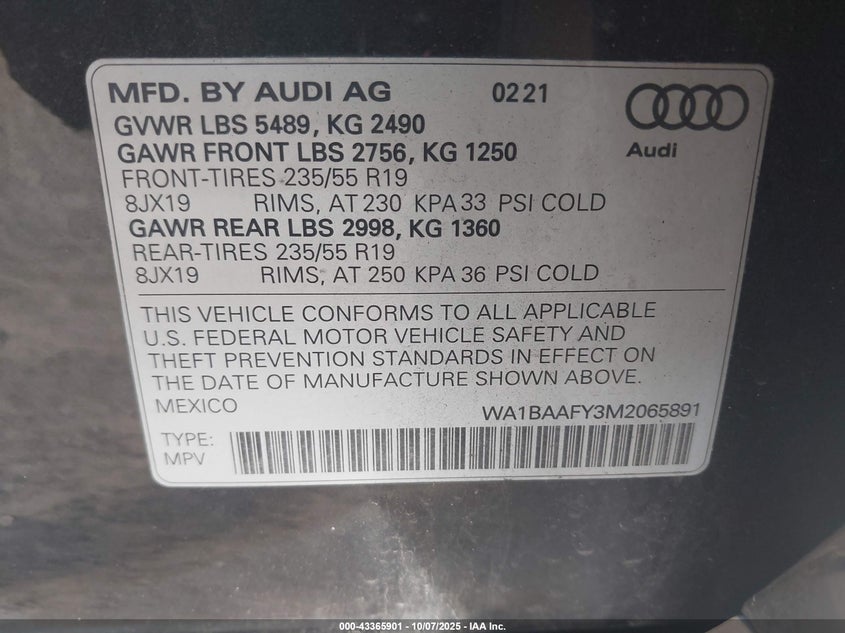 MFD. BY AUDI AG 02 21
GVWR LBS 5489, KG 2490
GAWR FRONT LBS 2756, KG 1250
FRONT-TIRES 235/55 R19
8JX19 RIMS, AT 230 KPA 33 PSI COLD
GAWR REAR LBS 2998, KG 1360
REAR-TIRES 235/55 R19
8JX19 RIMS, AT 250 KPA 36 PSI COLD
Audi
THIS VEHICLE CONFORMS TO ALL APPLICABLE
U.S. FEDERAL MOTOR VEHICLE SAFETY AND
THEFT PREVENTION STANDARDS IN EFFECT ON
THE DATE OF MANUFACTURE SHOWN ABOVE.
MEXICO WA1BAAFY3M2065891
TYPE:
MPV
000-43365901 - 10/07/2025 - IAA Inc.